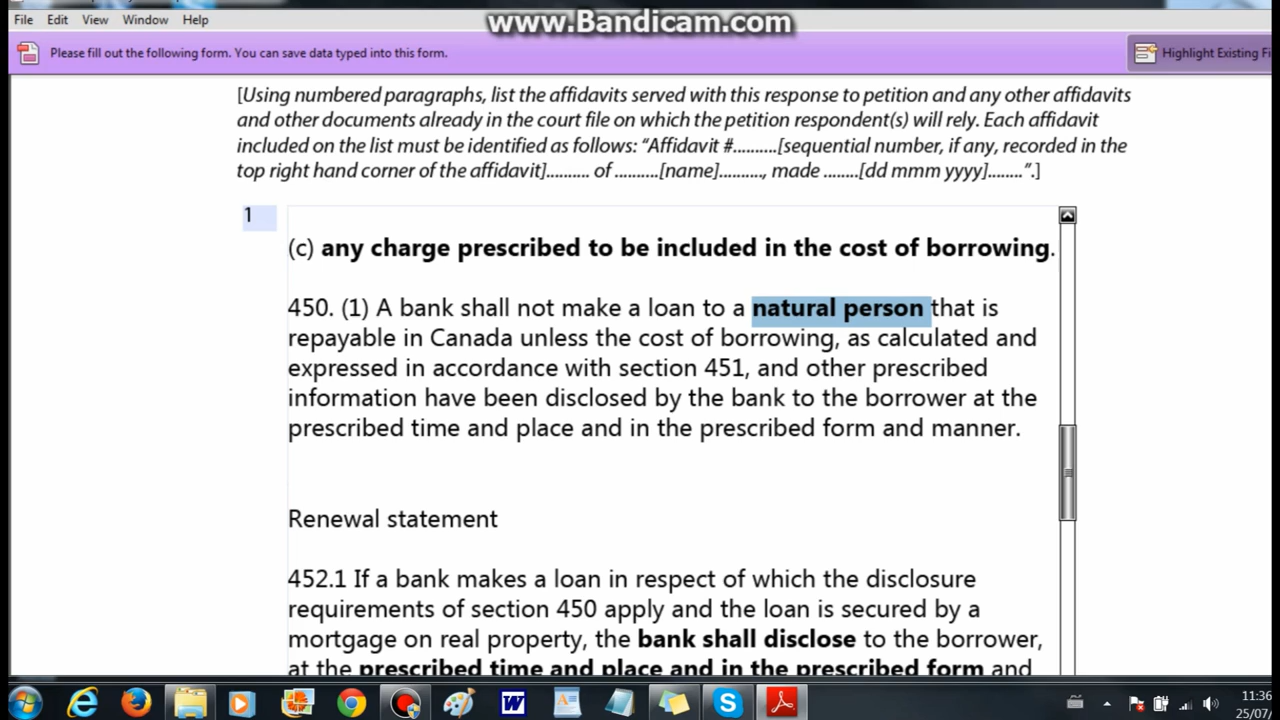 www.Bandicam.com
File Edit View Window Help
Please fill out the following form. You can save data typed into this form.
Highlight Existing Fi
[Using numbered paragraphs, list the affidavits served with this response to petition and any other affidavits
and other documents already in the court file on which the petition respondent(s) will rely. Each affidavit
included on the list must be identified as follows: “Affidavit #..........[sequential number, if any, recorded in the
top right hand corner of the affidavit].......... of ..........[name].........., made ........[dd mmm yyyy]........”.]
1
(c) any charge prescribed to be included in the cost of borrowing.
450. (1) A bank shall not make a loan to a natural person that is
repayable in Canada unless the cost of borrowing, as calculated and
expressed in accordance with section 451, and other prescribed
information have been disclosed by the bank to the borrower at the
prescribed time and place and in the prescribed form and manner.
Renewal statement
452.1 If a bank makes a loan in respect of which the disclosure
requirements of section 450 apply and the loan is secured by a
mortgage on real property, the bank shall disclose to the borrower,
at the prescribed time and place and in the prescribed form and
11:36
25/07/